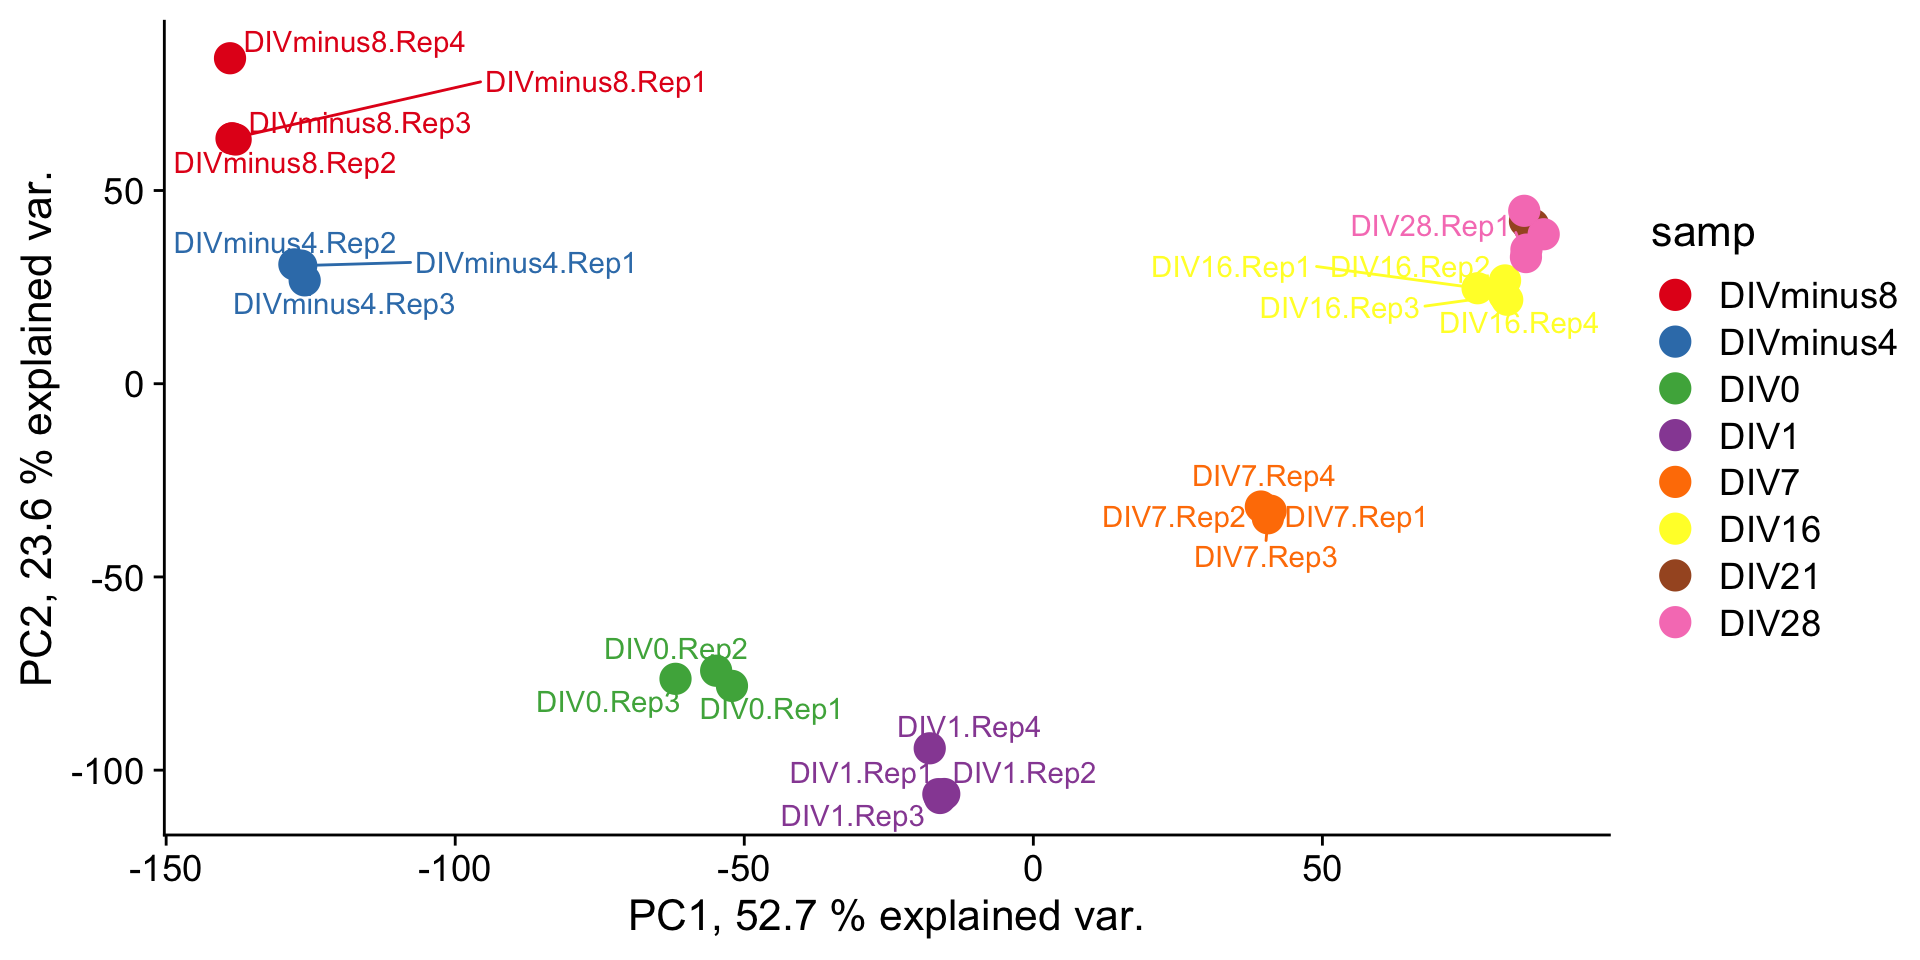 DIVminus8.Rep4
DIVminus8.Rep1
DIVminus8.Rep3
DIVminus8.Rep2
DIVminus4.Rep2
DIVminus4.Rep1
DIVminus4.Rep3
DIV28.Rep1
DIV16.Rep1
DIV16.Rep2
DIV16.Rep3
DIV16.Rep4
DIV7.Rep4
DIV7.Rep2
DIV7.Rep1
DIV7.Rep3
DIV0.Rep2
DIV0.Rep3
DIV0.Rep1
DIV1.Rep4
DIV1.Rep1
DIV1.Rep2
DIV1.Rep3
50
0
-50
-100
PC2, 23.6 % explained var.
-150
-100
-50
0
50
PC1, 52.7 % explained var.
samp
DIVminus8
DIVminus4
DIV0
DIV1
DIV7
DIV16
DIV21
DIV28